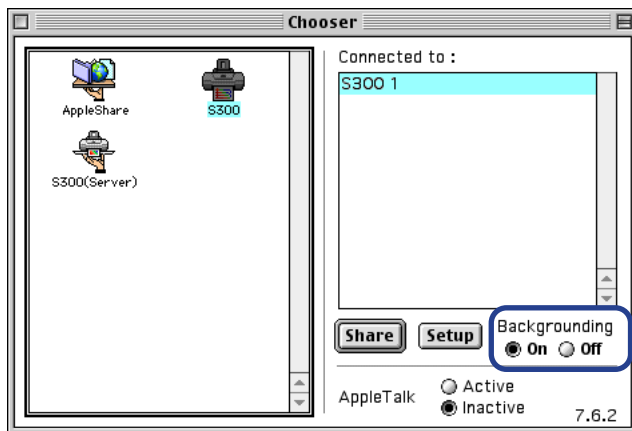 Chooser
AppleShare
S300
S300(Server)
Connected to :
S300 1
Share
Setup
Backgrounding
On Off
AppleTalk
Active
Inactive
7.6.2